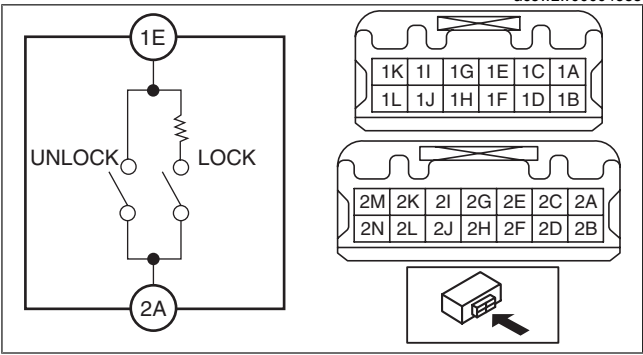 1E
UNLOCK LOCK
2A
1K 1I 1G 1E 1C 1A
1L 1J 1H 1F 1D 1B
2M 2K 2I 2G 2E 2C 2A
2N 2L 2J 2H 2F 2D 2B